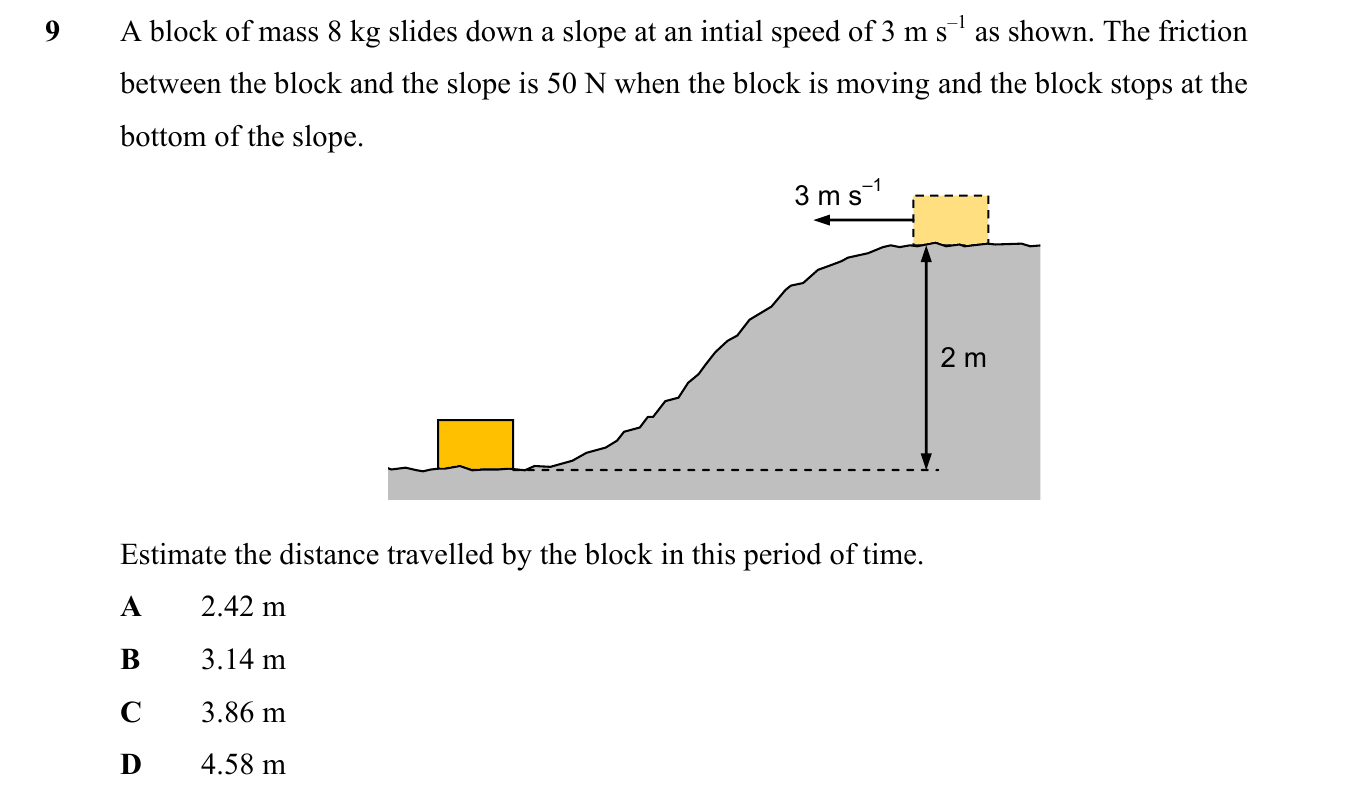 9 A block of mass 8 kg slides down a slope at an intial speed of 3 m s⁻¹ as shown. The friction
between the block and the slope is 50 N when the block is moving and the block stops at the
bottom of the slope.
3 m s⁻¹
2 m
Estimate the distance travelled by the block in this period of time.
A 2.42 m
B 3.14 m
C 3.86 m
D 4.58 m